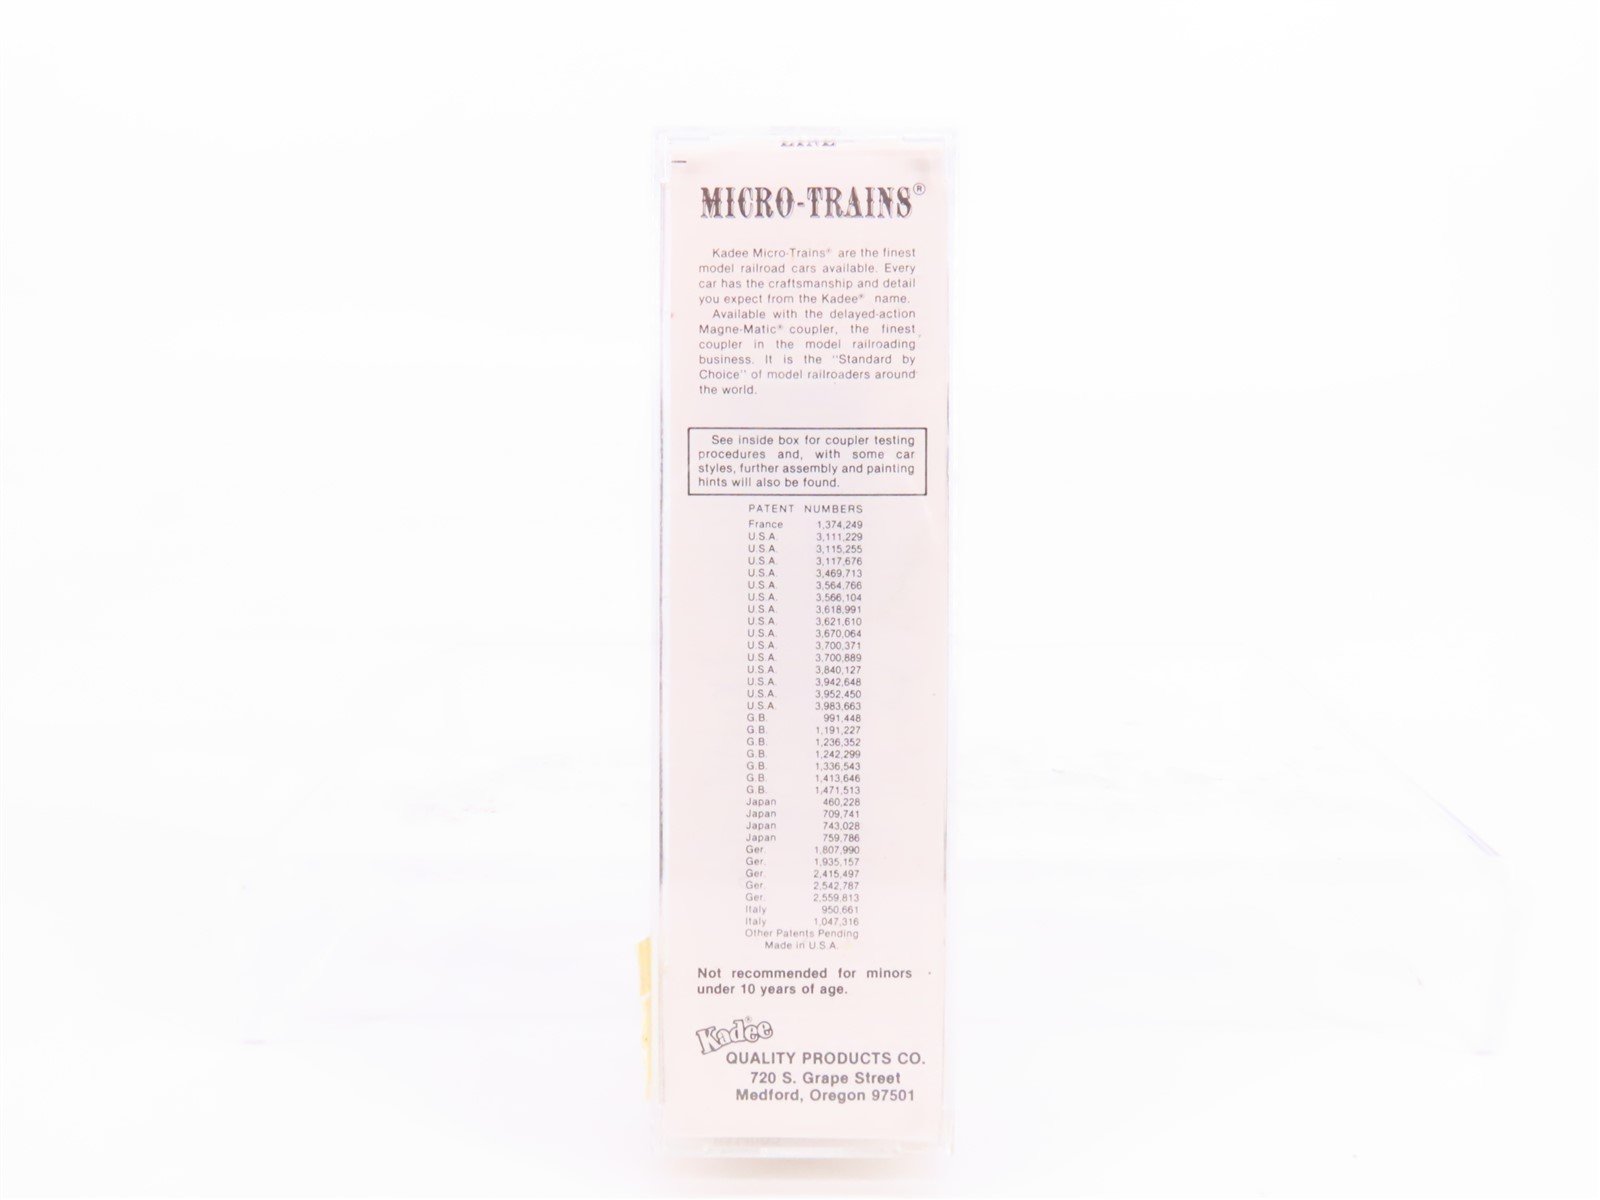 LINE
MICRO-TRAINS®
Kadee Micro-Trains® are the finest
model railroad cars available. Every
car has the craftsmanship and detail
you expect from the Kadee® name.
Available with the delayed-action
Magne-Matic® coupler, the finest
coupler in the model railroading
business. It is the "Standard by
Choice" of model railroaders around
the world.
See inside box for coupler testing
procedures and, with some car
styles, further assembly and painting
hints will also be found.
PATENT NUMBERS
France 1,374,249
U.S.A. 3,111,229
U.S.A. 3,115,255
U.S.A. 3,117,676
U.S.A. 3,469,713
U.S.A. 3,564,766
U.S.A. 3,566,104
U.S.A. 3,618,991
U.S.A. 3,621,610
U.S.A. 3,670,064
U.S.A. 3,700,371
U.S.A. 3,700,889
U.S.A. 3,840,127
U.S.A. 3,942,648
U.S.A. 3,952,450
U.S.A. 3,983,663
G.B. 991,448
G.B. 1,191,227
G.B. 1,236,352
G.B. 1,242,299
G.B. 1,336,543
G.B. 1,413,646
G.B. 1,471,513
Japan 460,228
Japan 709,741
Japan 743,028
Japan 759,786
Ger. 1,807,990
Ger. 1,935,157
Ger. 2,415,497
Ger. 2,542,787
Ger. 2,559,813
Italy 950,661
Italy 1,047,316
Other Patents Pending
Made in U.S.A.
Not recommended for minors
under 10 years of age.
Kadee®
QUALITY PRODUCTS CO.
720 S. Grape Street
Medford, Oregon 97501